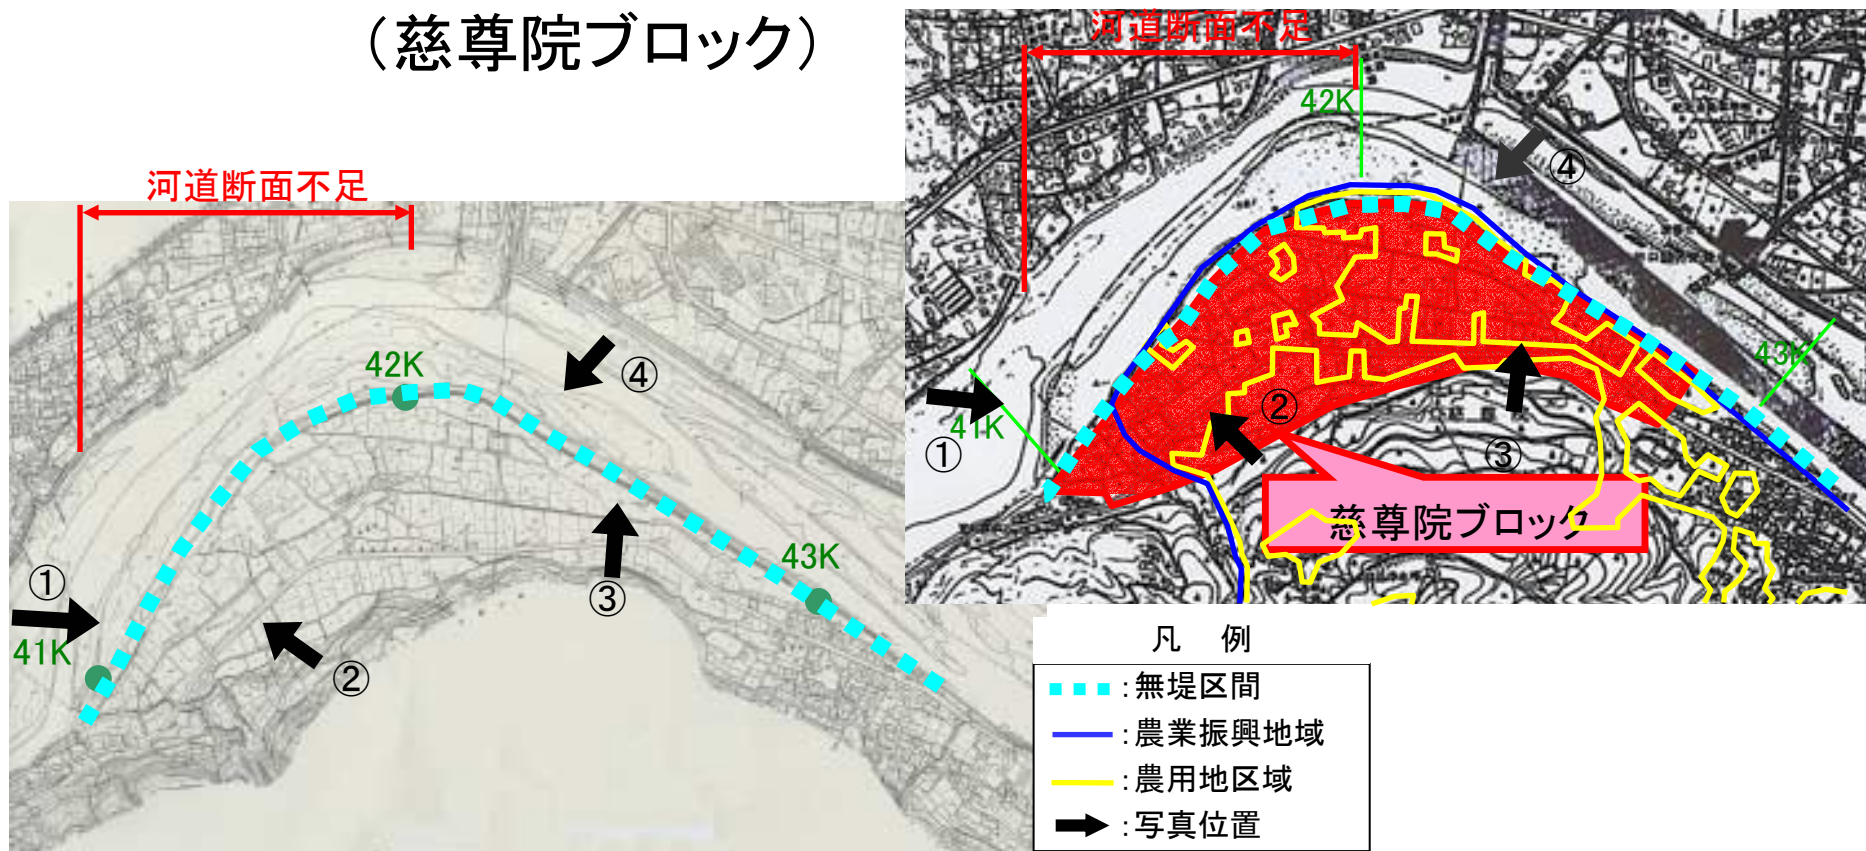 （慈尊院ブロック）
河道断面不足
42K
④
③
43K
①
41K
②
河道断面不足
42K
④
43K
①
41K
②
③
慈尊院ブロック
凡 例
：無堤区間
：農業振興地域
：農用地区域
：写真位置